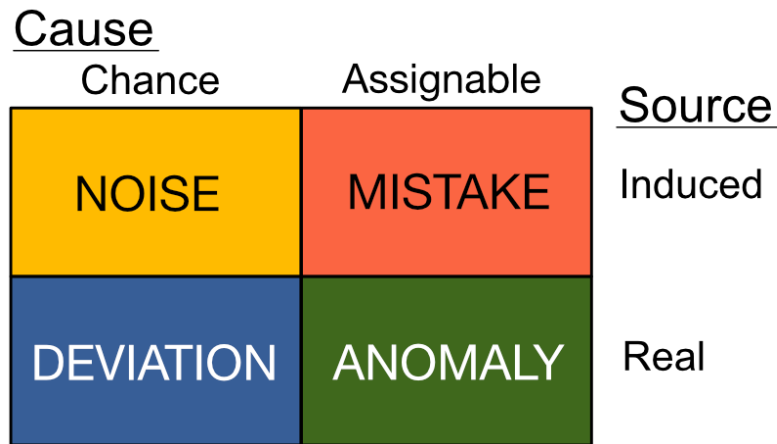 Cause
Chance Assignable
Source
NOISE MISTAKE Induced
DEVIATION ANOMALY Real